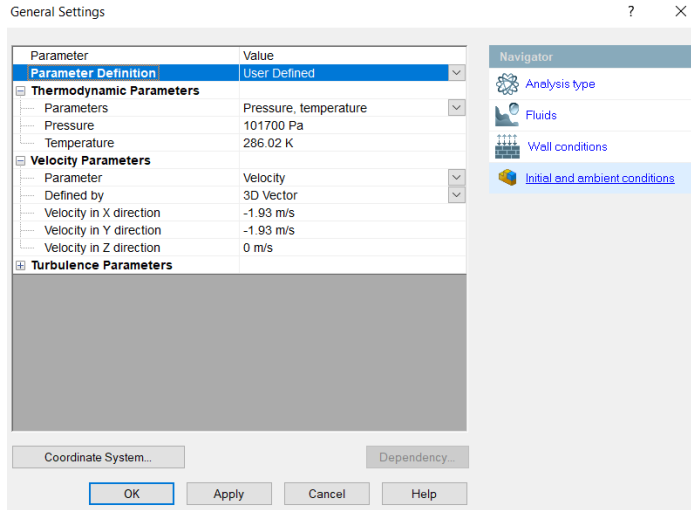 General Settings ? ×
Parameter Value
Parameter Definition User Defined
Thermodynamic Parameters
Parameters Pressure, temperature
Pressure 101700 Pa
Temperature 286.02 K
Velocity Parameters
Parameter Velocity
Defined by 3D Vector
Velocity in X direction -1.93 m/s
Velocity in Y direction -1.93 m/s
Velocity in Z direction 0 m/s
Turbulence Parameters
Coordinate System... Dependency...
OK Apply Cancel Help
Navigator
Analysis type
Fluids
Wall conditions
Initial and ambient conditions